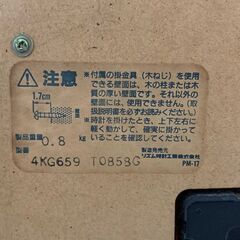 ⚠注意
1.7cm
製品重量
0.8
kg
※付属の掛金具(木ねじ)を使用
できる壁面は、木の柱または木
質の厚い壁面です。それ以外の
壁面には、使用できません。(取
扱説明書を必ずお読み下さい)
※時計を掛けたとき、上下左右に
軽く動かして、確実に掛かって
いることを確認してください。
4KG659 T0858G
製造発売元
リズム時計工業株式会社
PM-17